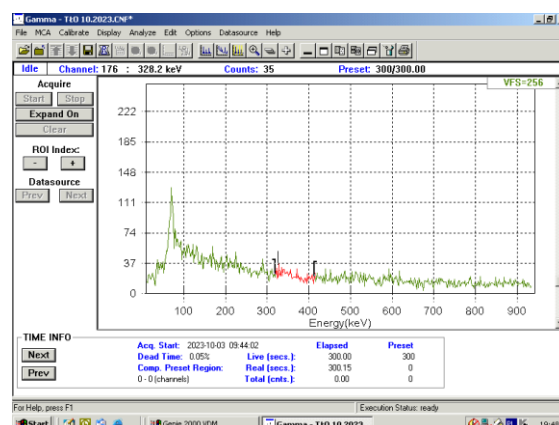 Gamma - TtO 10.2023.CNF*
File MCA Calibrate Display Analyze Edit Options Datasource Help
Idle Channel: 176 : 328.2 keV Counts: 35 Preset: 300/300.00
Acquire
Start Stop
Expand On
Clear
ROI Index:
- +
Datasource
Prev Next
VFS=256
222
185
148
111
74
37
0
100 200 300 400 500 600 700 800 900
Energy(keV)
TIME INFO
Next
Prev
Acq. Start: 2023-10-03 09:44:02 Elapsed Preset
Dead Time: 0.05% Live (secs.): 300.00 300
Comp. Preset Region: Real (secs.): 300.15 0
0 - 0 (channels) Total (cnts.): 0.00 0
For Help, press F1 Execution Status: ready
Start Genie 2000 VDM Gamma - TtO 10.2023